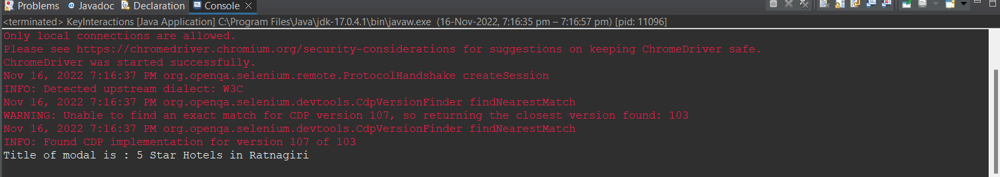 Problems @ Javadoc Declaration Console
<terminated> KeyInteractions [Java Application] C:\Program Files\Java\jdk-17.0.4.1\bin\javaw.exe (16-Nov-2022, 7:16:35 pm – 7:16:57 pm) [pid: 11096]
Only local connections are allowed.
Please see https://chromedriver.chromium.org/security-considerations for suggestions on keeping ChromeDriver safe.
ChromeDriver was started successfully.
Nov 16, 2022 7:16:37 PM org.openqa.selenium.remote.ProtocolHandshake createSession
INFO: Detected upstream dialect: W3C
Nov 16, 2022 7:16:37 PM org.openqa.selenium.devtools.CdpVersionFinder findNearestMatch
WARNING: Unable to find an exact match for CDP version 107, so returning the closest version found: 103
Nov 16, 2022 7:16:37 PM org.openqa.selenium.devtools.CdpVersionFinder findNearestMatch
INFO: Found CDP implementation for version 107 of 103
Title of modal is : 5 Star Hotels in Ratnagiri